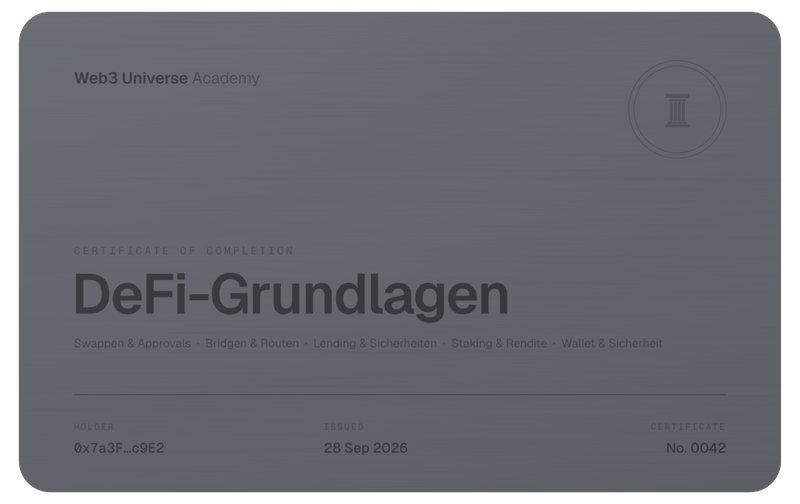 Web3 Universe Academy
CERTIFICATE OF COMPLETION
DeFi-Grundlagen
Swappen & Approvals · Bridgen & Routen · Lending & Sicherheiten · Staking & Rendite · Wallet & Sicherheit
HOLDER ISSUED CERTIFICATE
0x7a3F…c9E2 28 Sep 2026 No. 0042